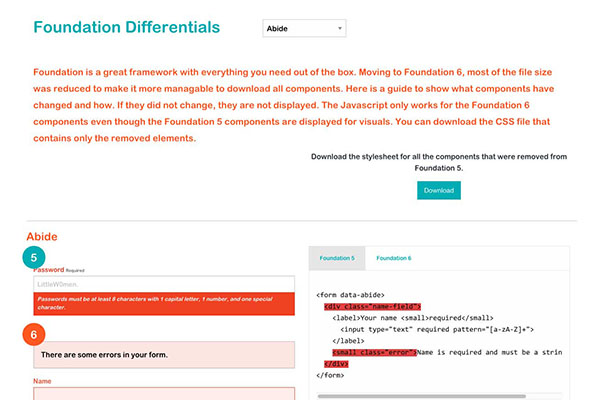 Foundation Differentials
Abide
Foundation is a great framework with everything you need out of the box. Moving to Foundation 6, most of the file size
was reduced to make it more managable to download all components. Here is a guide to show what components have
changed and how. If they did not change, they are not displayed. The Javascript only works for the Foundation 6
components even though the Foundation 5 components are displayed for visuals. You can download the CSS file that
contains only the removed elements.
Download the stylesheet for all the components that were removed from
Foundation 5.
Download
Abide
5
Password Required
LittleW0men.
Passwords must be at least 8 characters with 1 capital letter, 1 number, and one special
character.
6
There are some errors in your form.
Name
Foundation 5 Foundation 6
<form data-abide>
<div class="name-field">
<label>Your name <small>required</small>
<input type="text" required pattern="[a-zA-Z]+">
</label>
<small class="error">Name is required and must be a strin
</div>
</form>